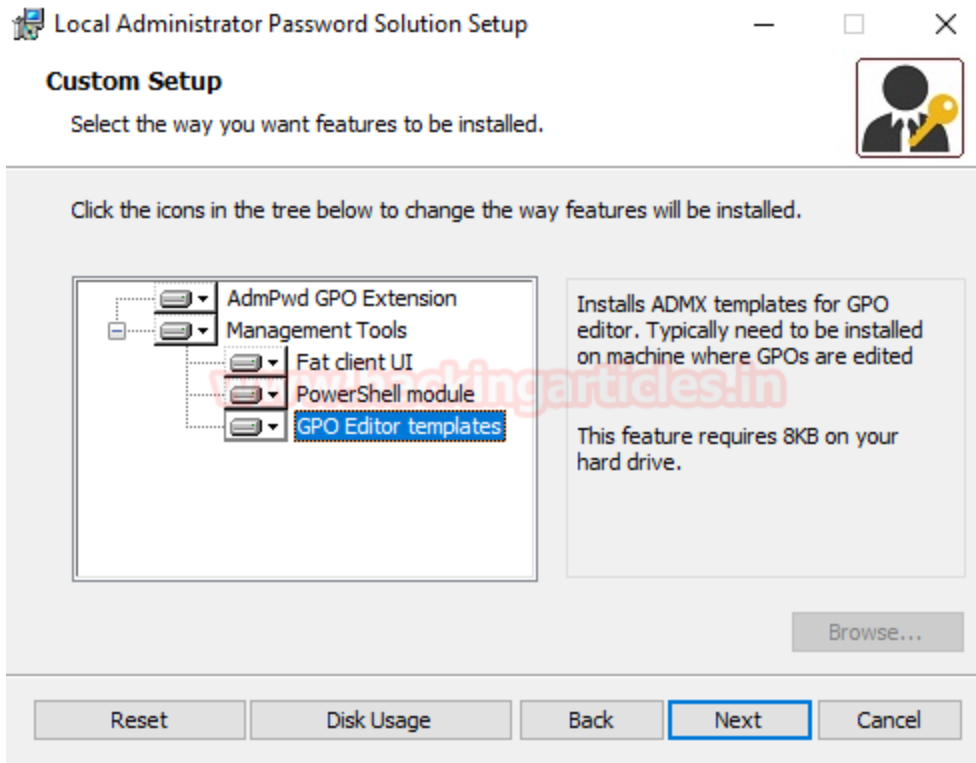 Local Administrator Password Solution Setup
Custom Setup
Select the way you want features to be installed.
Click the icons in the tree below to change the way features will be installed.
AdmPwd GPO Extension
Management Tools
Fat client UI
PowerShell module
GPO Editor templates
Installs ADMX templates for GPO
editor. Typically need to be installed
on machine where GPOs are edited
This feature requires 8KB on your
hard drive.
www.hackingarticles.in
Browse...
Reset
Disk Usage
Back
Next
Cancel